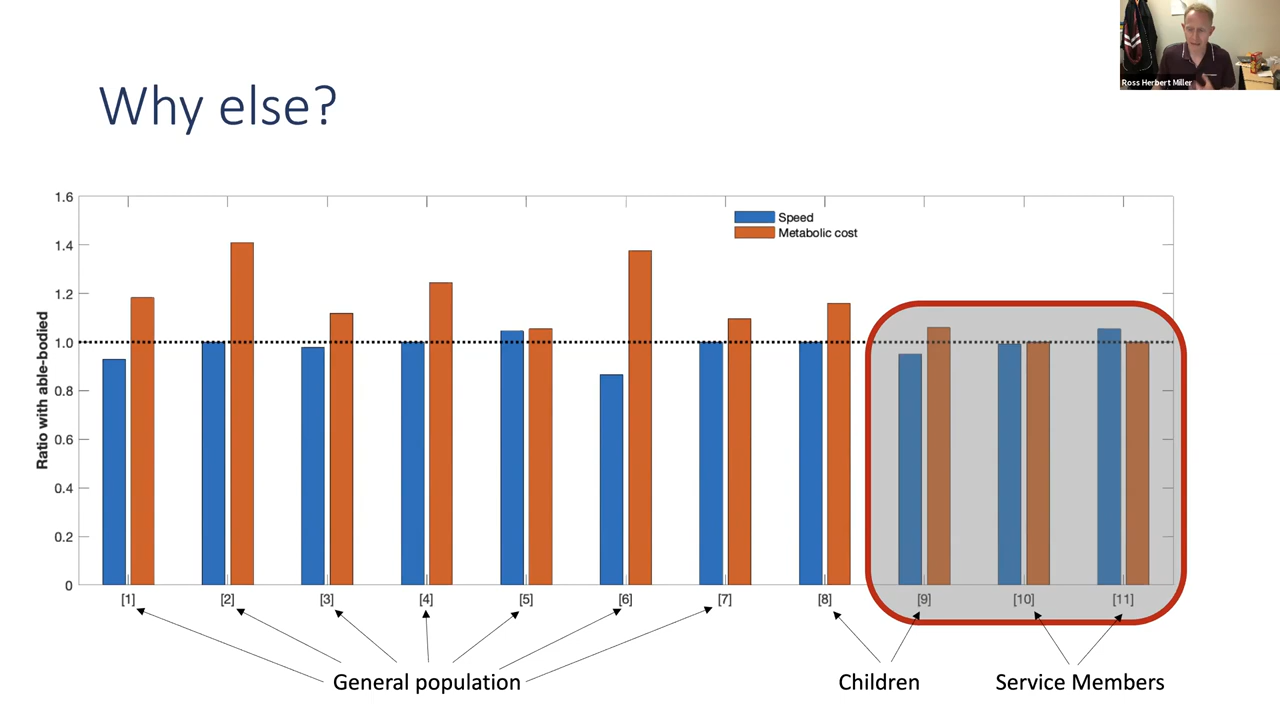 Ross Herbert Miller
Why else?
Speed
Metabolic cost
Ratio with able-bodied
1.6
1.4
1.2
1.0
0.8
0.6
0.4
0.2
0
[1] [2] [3] [4] [5] [6] [7] [8] [9] [10] [11]
General population Children Service Members